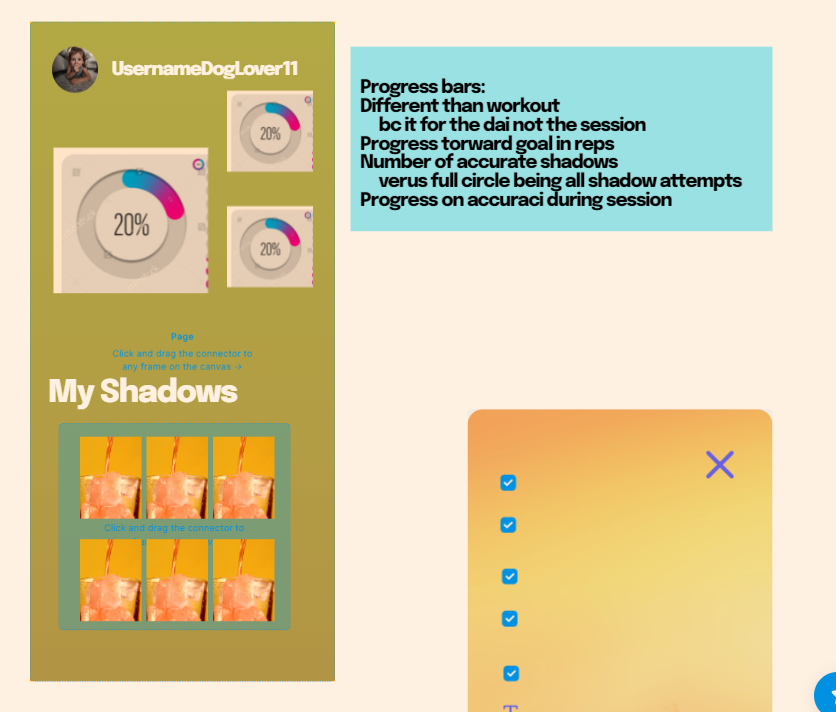 UsernameDogLover11
20%
20%
20%
Page
Click and drag the connector to
any frame on the canvas →
My Shadows
Click and drag the connector to
Progress bars:
Different than workout
bc it for the dai not the session
Progress torward goal in reps
Number of accurate shadows
verus full circle being all shadow attempts
Progress on accuraci during session